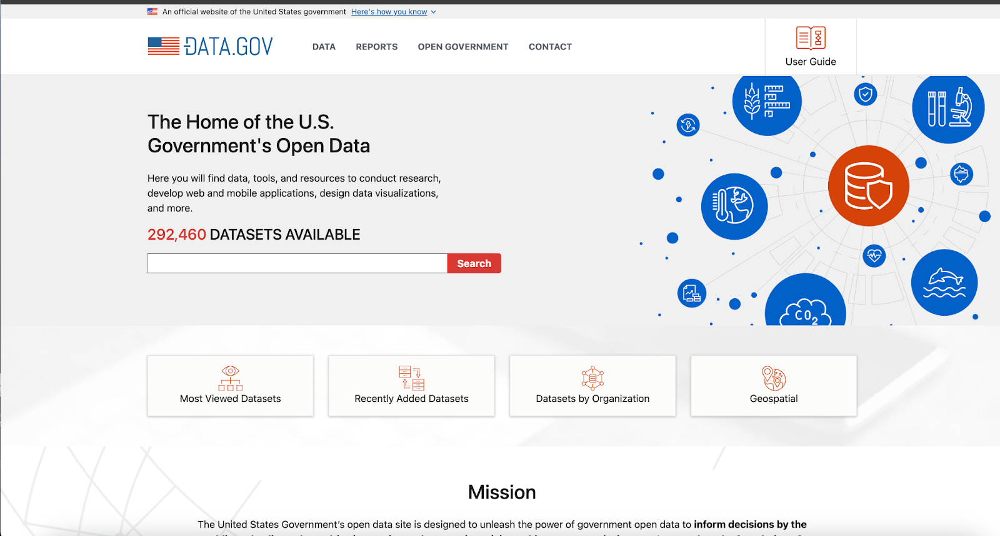 An official website of the United States government Here's how you know
DATA.GOV
DATA REPORTS OPEN GOVERNMENT CONTACT
User Guide
The Home of the U.S.
Government's Open Data
Here you will find data, tools, and resources to conduct research,
develop web and mobile applications, design data visualizations,
and more.
292,460 DATASETS AVAILABLE
Search
CO2
Most Viewed Datasets
Recently Added Datasets
Datasets by Organization
Geospatial
Mission
The United States Government’s open data site is designed to unleash the power of government open data to inform decisions by the